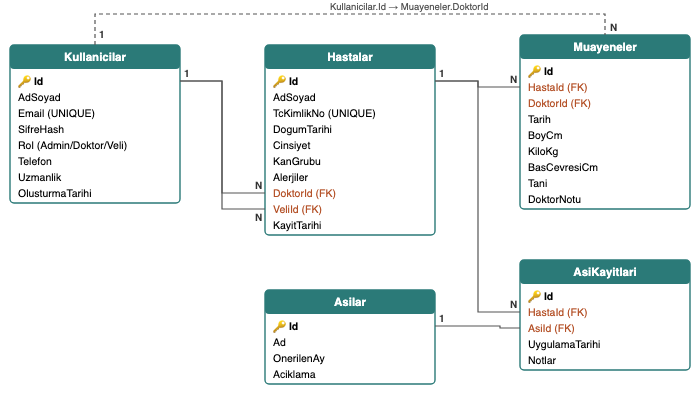 Kullanicilar.Id → Muayeneler.DoktorId
1
N
Kullanicilar
🔑 Id
AdSoyad
Email (UNIQUE)
SifreHash
Rol (Admin/Doktor/Veli)
Telefon
Uzmanlik
OlusturmaTarihi
1
N
N
Hastalar
🔑 Id
AdSoyad
TcKimlikNo (UNIQUE)
DogumTarihi
Cinsiyet
KanGrubu
Alerjiler
DoktorId (FK)
VeliId (FK)
KayitTarihi
1
N
N
Muayeneler
🔑 Id
HastaId (FK)
DoktorId (FK)
Tarih
BoyCm
KiloKg
BasCevresiCm
Tani
DoktorNotu
Asilar
🔑 Id
Ad
OnerilenAy
Aciklama
1
N
AsiKayitlari
🔑 Id
HastaId (FK)
AsiId (FK)
UygulamaTarihi
Notlar